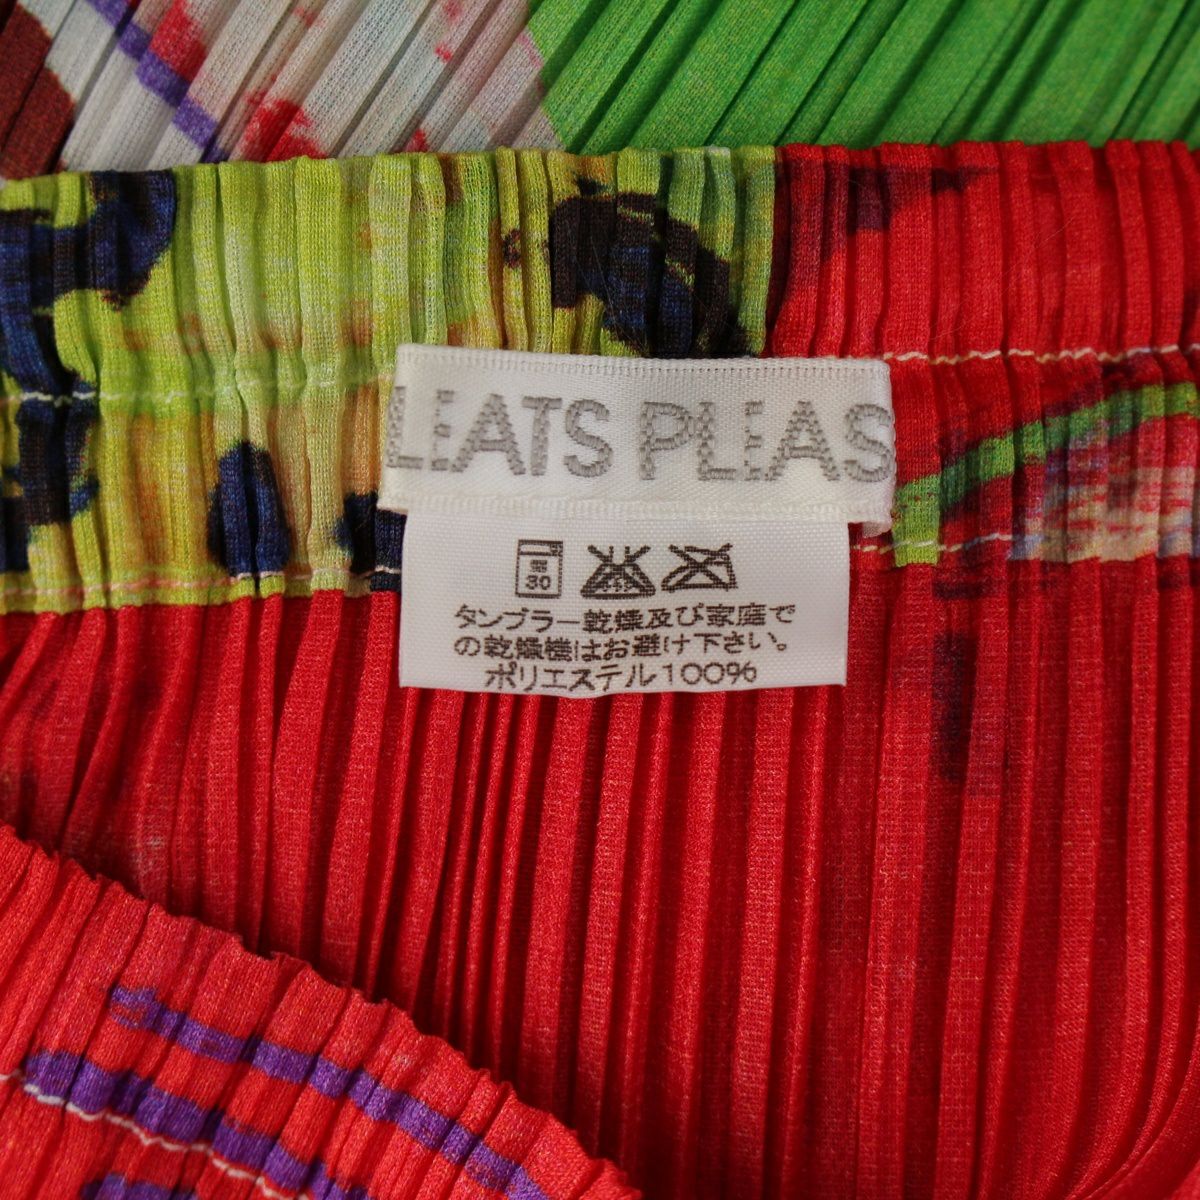 LEATS PLEAS
弱
30
タンブラー乾燥及び家庭で
の乾燥機はお避け下さい。
ポリエステル100%